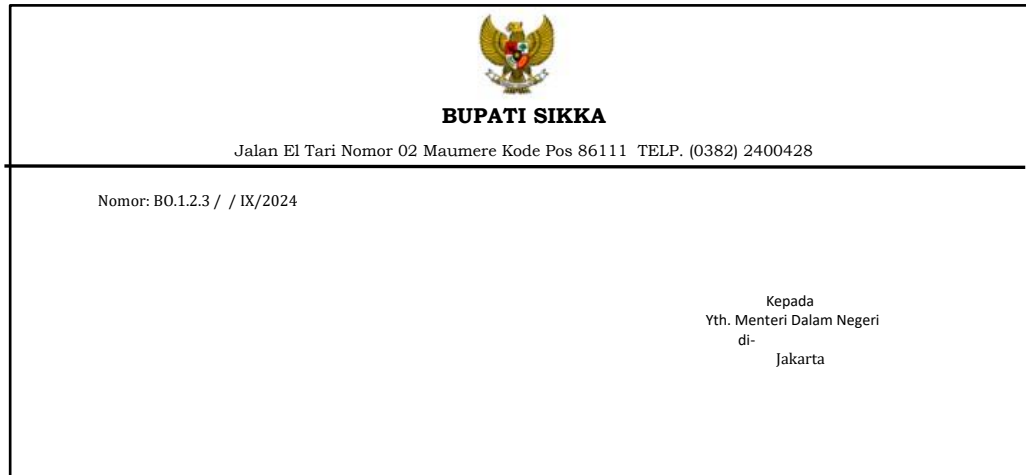 BUPATI SIKKA
Jalan El Tari Nomor 02 Maumere Kode Pos 86111 TELP. (0382) 2400428
Nomor: BO.1.2.3 / / IX/2024
Kepada
Yth. Menteri Dalam Negeri
di-
Jakarta